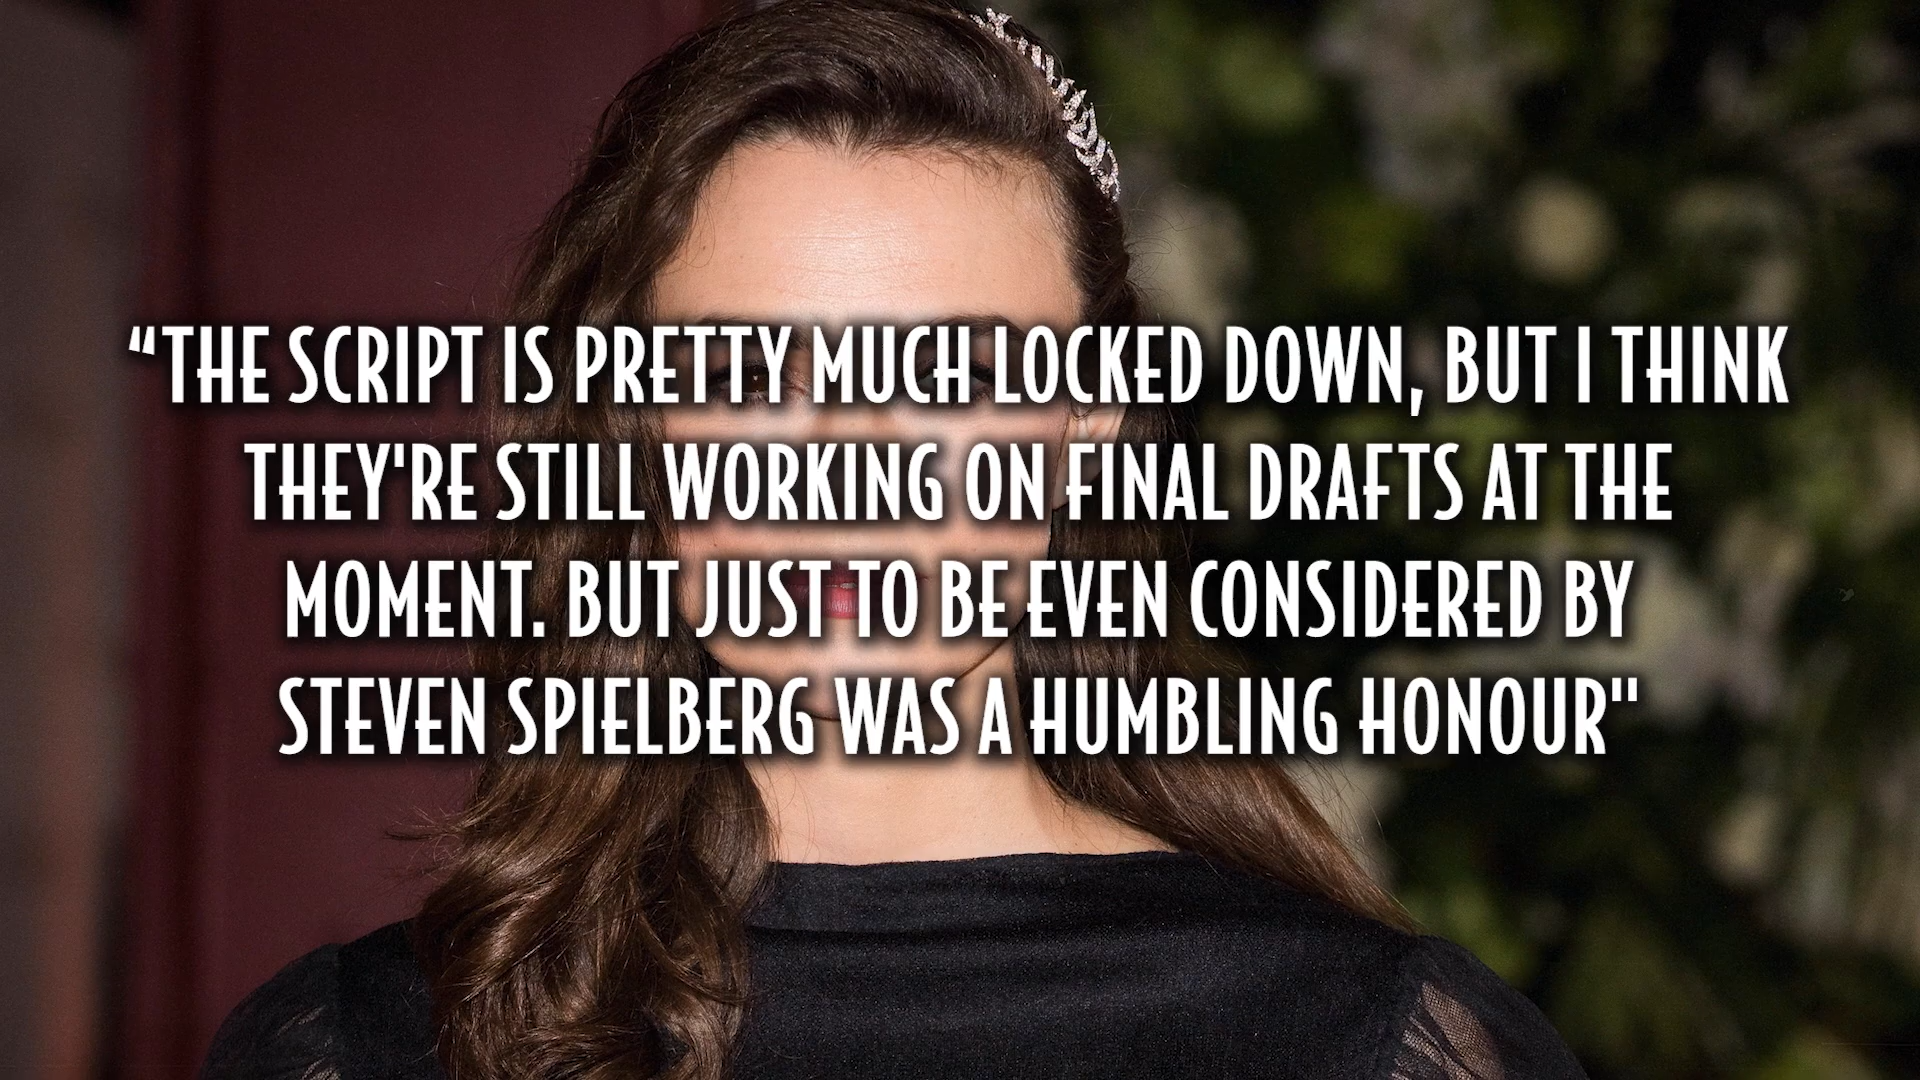 “THE SCRIPT IS PRETTY MUCH LOCKED DOWN, BUT I THINK
THEY'RE STILL WORKING ON FINAL DRAFTS AT THE
MOMENT. BUT JUST TO BE EVEN CONSIDERED BY
STEVEN SPIELBERG WAS A HUMBLING HONOUR"